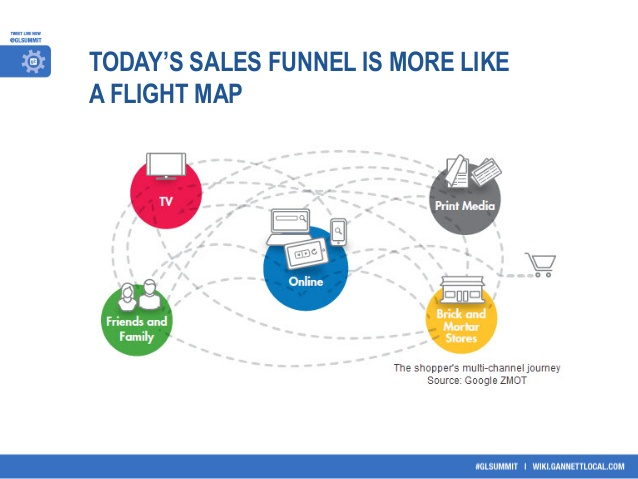 TWEET LIVE NOW
@GLSUMMIT
TODAY'S SALES FUNNEL IS MORE LIKE
A FLIGHT MAP
TV
Print Media
Online
Friends and
Family
Brick and
Mortar
Stores
The shopper's multi-channel journey
Source: Google ZMOT
#GLSUMMIT | WIKI.GANNETTLOCAL.COM